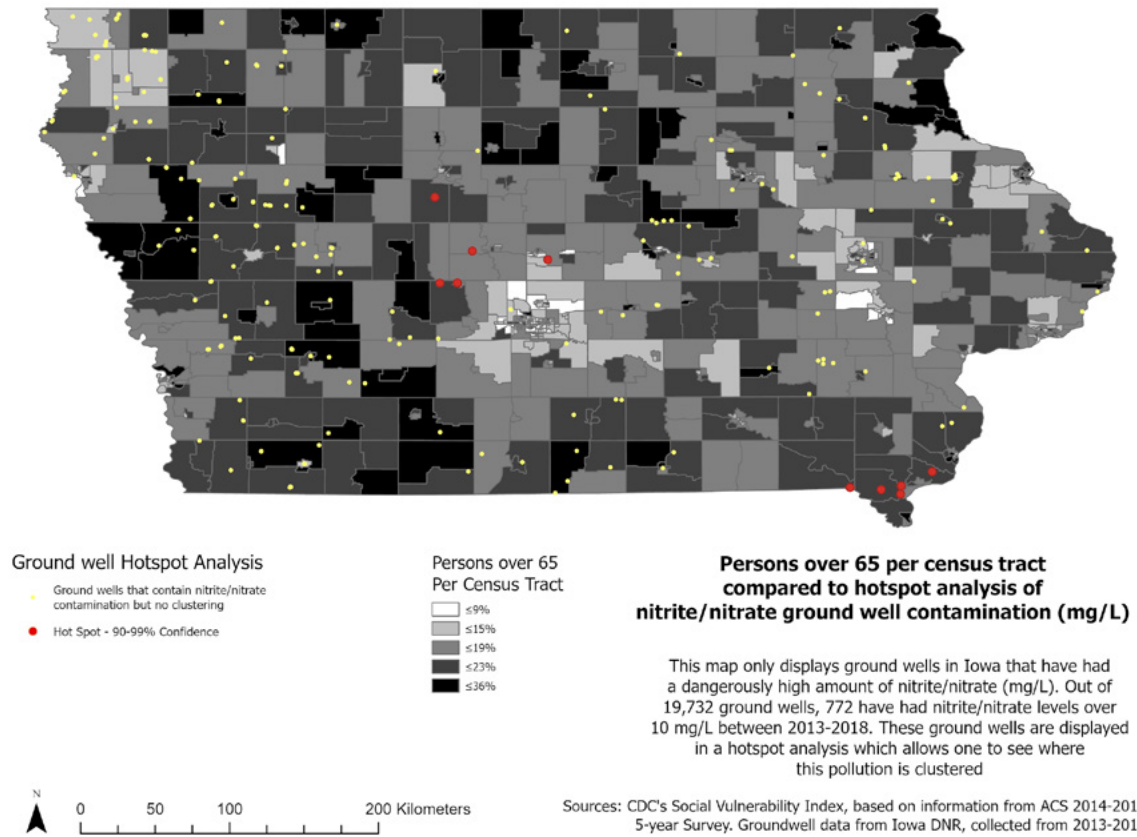 Ground well Hotspot Analysis
Ground wells that contain nitrite/nitrate
contamination but no clustering
Hot Spot - 90-99% Confidence
Persons over 65
Per Census Tract
≤9%
≤15%
≤19%
≤23%
≤36%
Persons over 65 per census tract
compared to hotspot analysis of
nitrite/nitrate ground well contamination (mg/L)
This map only displays ground wells in Iowa that have had
a dangerously high amount of nitrite/nitrate (mg/L). Out of
19,732 ground wells, 772 have had nitrite/nitrate levels over
10 mg/L between 2013-2018. These ground wells are displayed
in a hotspot analysis which allows one to see where
this pollution is clustered
N
0 50 100 200 Kilometers
Sources: CDC's Social Vulnerability Index, based on information from ACS 2014-201
5-year Survey. Groundwell data from Iowa DNR, collected from 2013-201